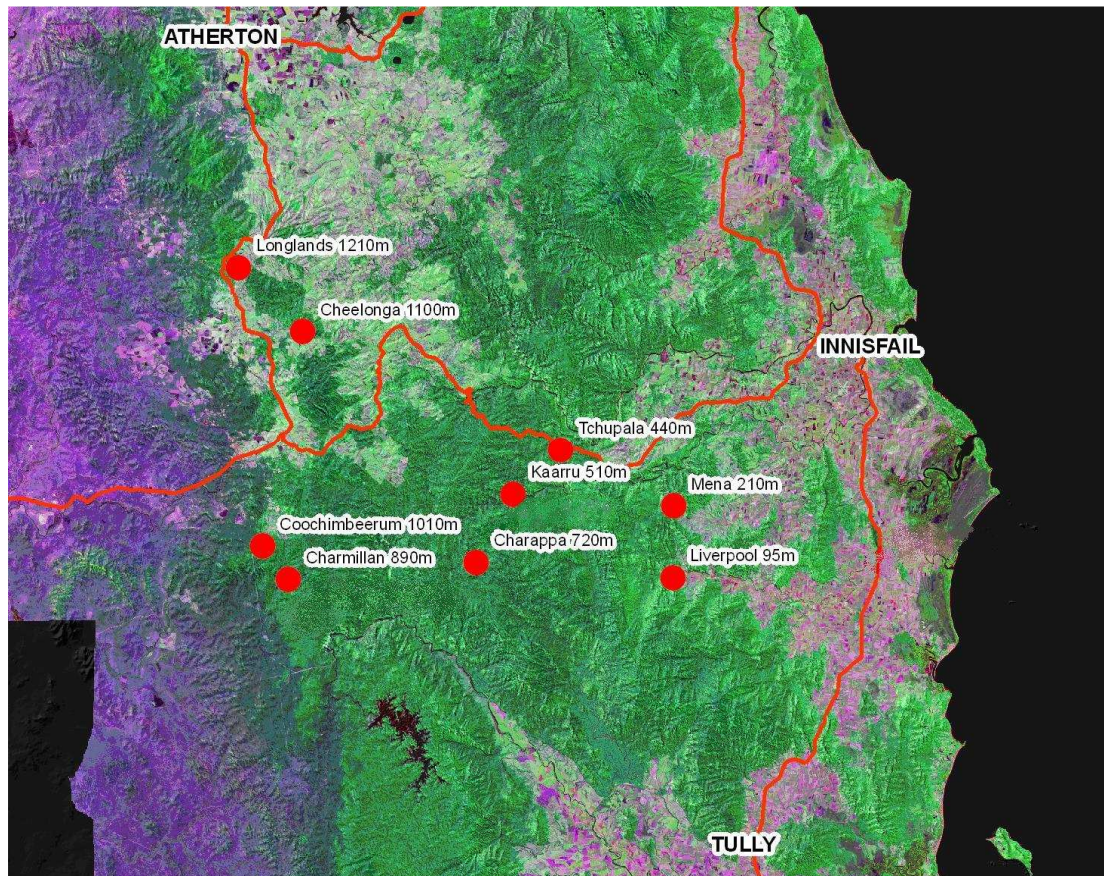 ATHERTON
Longlands 1210m
Cheelonga 1100m
INNISFAIL
Tchupala 440m
Kaarru 510m
Mena 210m
Coochimbeerum 1010m
Charappa 720m
Charmillan 890m
Liverpool 95m
TULLY